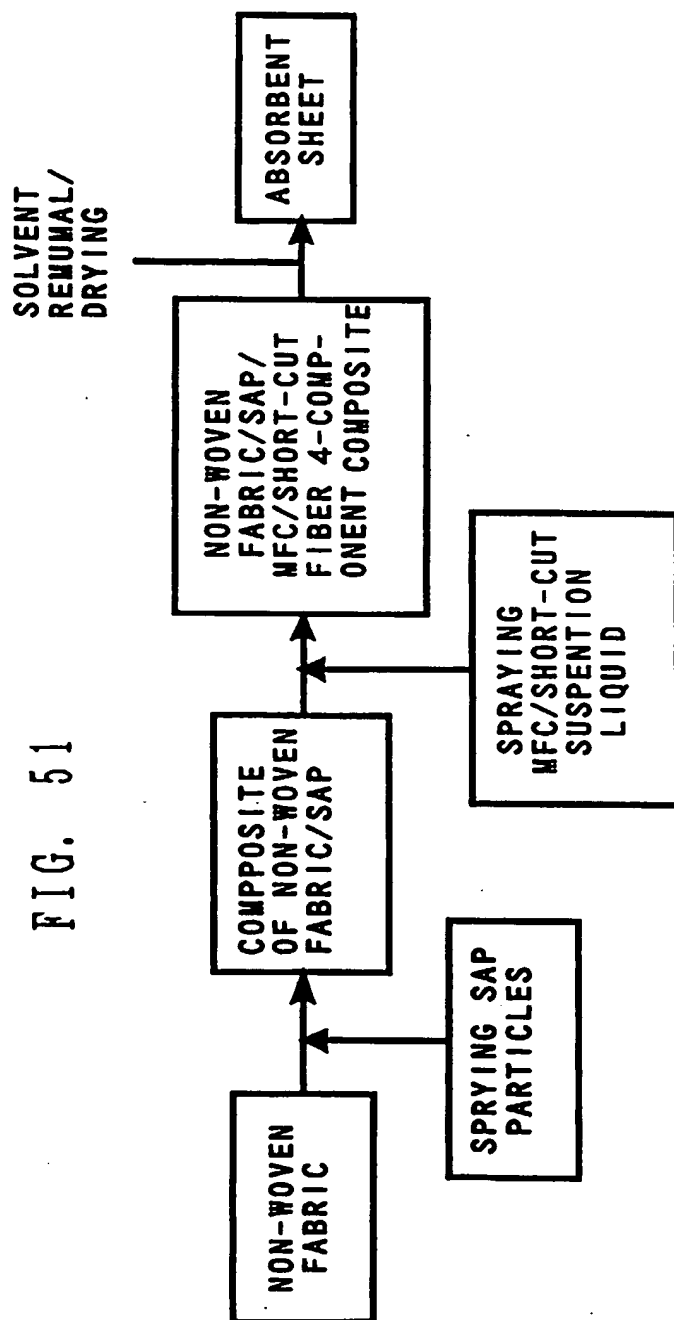 FIG. 51
NON-WOVEN
FABRIC
SPRYING SAP
PARTICLES
COMPPOSITE
OF NON-WOVEN
FABRIC/SAP
SPRAYING
MFC/SHORT-CUT
SUSPENTION
LIQUID
NON-WOVEN
FABRIC/SAP/
MFC/SHORT-CUT
FIBER 4-COMP-
ONENT COMPOSITE
SOLVENT
REMUMAL/
DRYING
ABSORBENT
SHEET